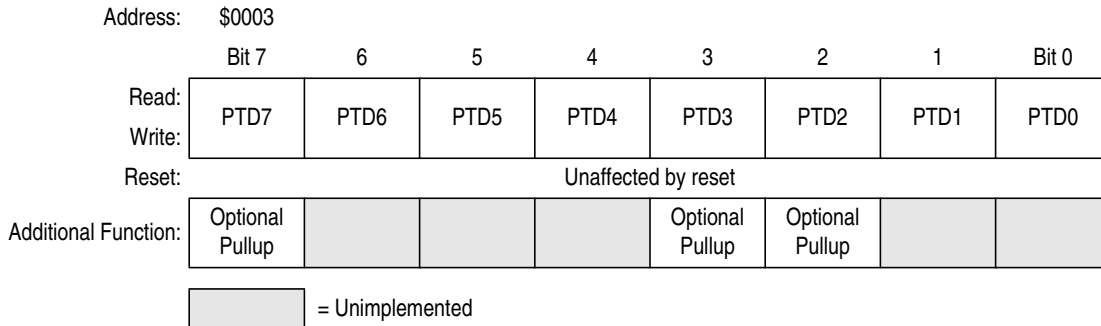 Address: $0003
Bit 7 6 5 4 3 2 1 Bit 0
Read:
PTD7 PTD6 PTD5 PTD4 PTD3 PTD2 PTD1 PTD0
Write:
Reset: Unaffected by reset
Additional Function: Optional Pullup Optional Pullup Optional Pullup
= Unimplemented